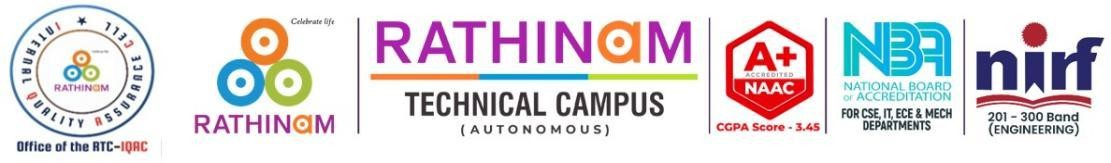 INTERNAL QUALITY ASSURANCE CELL
RATHINAM
Office of the RTC-IQAC
Celebrate life
RATHINAM
RATHINAM
TECHNICAL CAMPUS
(AUTONOMOUS)
A+
ACCREDITED
NAAC
CGPA Score - 3.45
NBA
NATIONAL BOARD
OF ACCREDITATION
FOR CSE, IT, ECE & MECH
DEPARTMENTS
nirf
201 - 300 Band
(ENGINEERING)